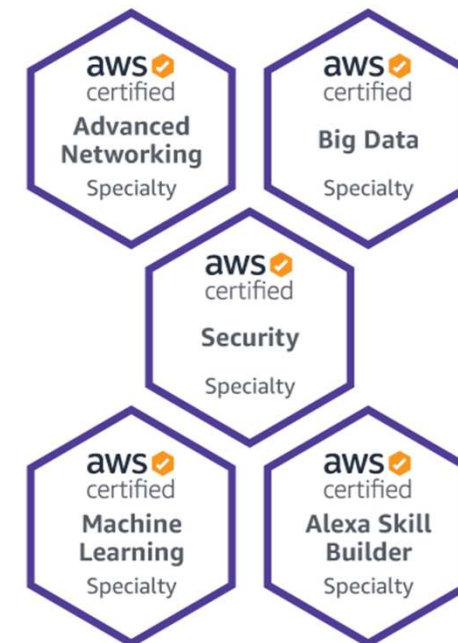 aws
certified
Advanced
Networking
Specialty
aws
certified
Big Data
Specialty
aws
certified
Security
Specialty
aws
certified
Machine
Learning
Specialty
aws
certified
Alexa Skill
Builder
Specialty